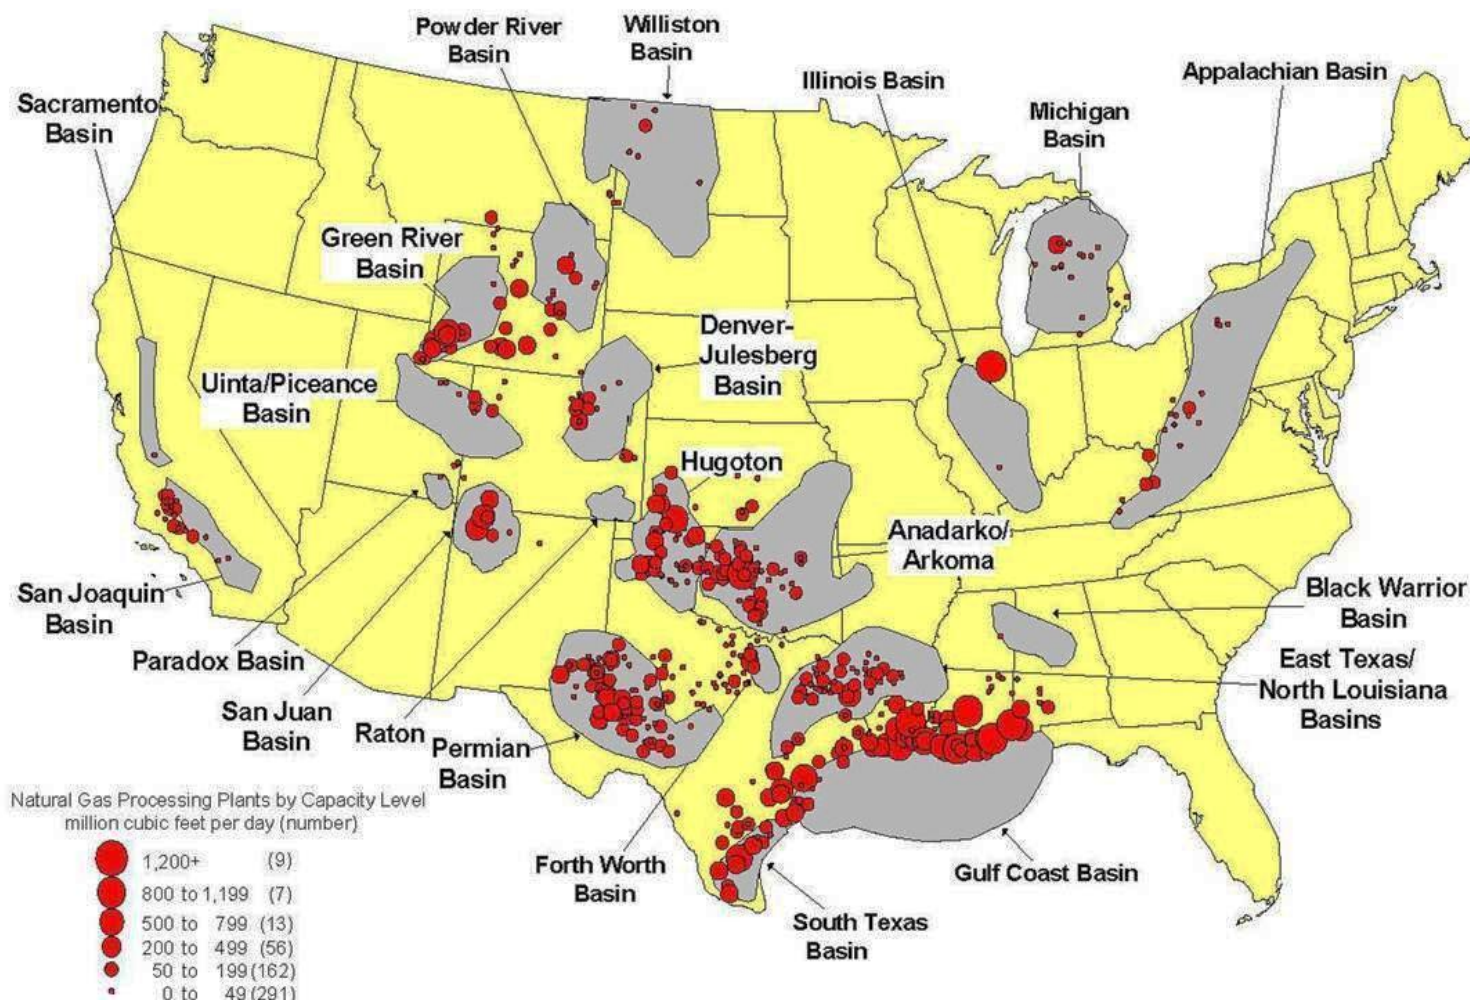 Powder River
Basin
Williston
Basin
Illinois Basin
Appalachian Basin
Sacramento
Basin
Michigan
Basin
Green River
Basin
Denver-
Julesberg
Basin
Uinta/Piceance
Basin
Hugoton
Anadarko/
Arkoma
San Joaquin
Basin
Black Warrior
Basin
Paradox Basin
East Texas/
North Louisiana
Basins
San Juan
Basin
Raton
Permian
Basin
Natural Gas Processing Plants by Capacity Level
million cubic feet per day (number)
1,200+ (9)
800 to 1,199 (7)
500 to 799 (13)
200 to 499 (56)
50 to 199 (162)
0 to 49 (291)
Forth Worth
Basin
Gulf Coast Basin
South Texas
Basin